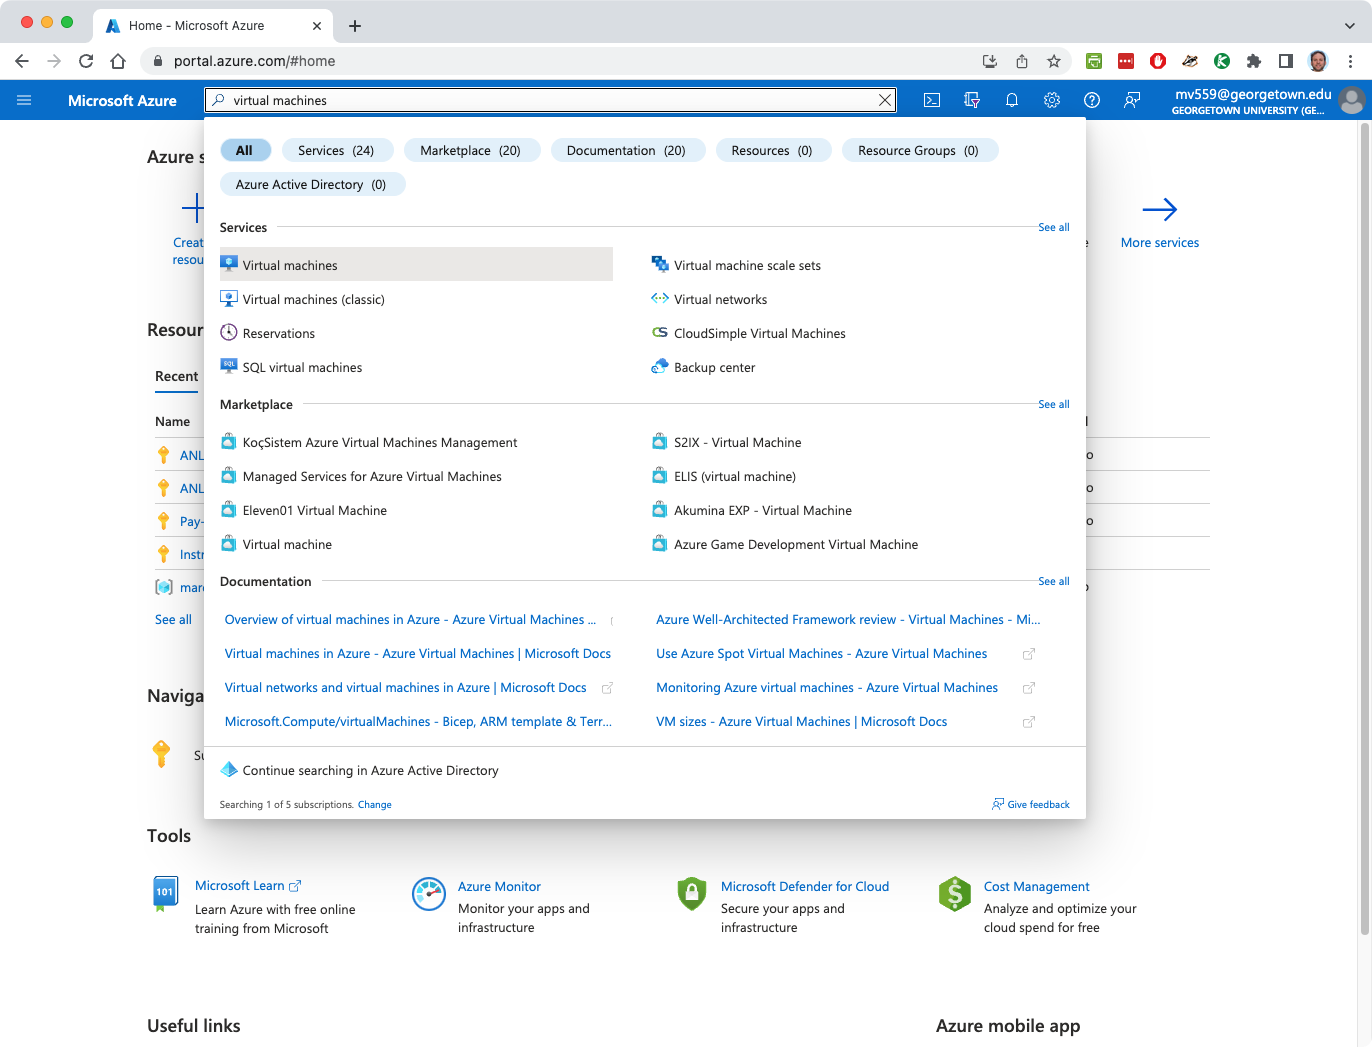 Home - Microsoft Azure
portal.azure.com/#home
Microsoft Azure
virtual machines
mv559@georgetown.edu
GEORGETOWN UNIVERSITY (GE...
All
Services (24)
Marketplace (20)
Documentation (20)
Resources (0)
Resource Groups (0)
Azure Active Directory (0)
Azure s
Creat
resou
More services
Services
See all
Virtual machines
Virtual machine scale sets
Virtual machines (classic)
Virtual networks
Reservations
CloudSimple Virtual Machines
SQL
SQL virtual machines
Backup center
Resour
Recent
Name
ANL
ANL
Pay-
Instr
marc
See all
Marketplace
See all
KoçSistem Azure Virtual Machines Management
S2IX - Virtual Machine
Managed Services for Azure Virtual Machines
ELIS (virtual machine)
Eleven01 Virtual Machine
Akumina EXP - Virtual Machine
Virtual machine
Azure Game Development Virtual Machine
Documentation
See all
Overview of virtual machines in Azure - Azure Virtual Machines ...
Azure Well-Architected Framework review - Virtual Machines - Mi...
Virtual machines in Azure - Azure Virtual Machines | Microsoft Docs
Use Azure Spot Virtual Machines - Azure Virtual Machines
Virtual networks and virtual machines in Azure | Microsoft Docs
Monitoring Azure virtual machines - Azure Virtual Machines
Microsoft.Compute/virtualMachines - Bicep, ARM template & Terr...
VM sizes - Azure Virtual Machines | Microsoft Docs
Naviga
Su
Continue searching in Azure Active Directory
Searching 1 of 5 subscriptions. Change
Give feedback
Tools
101
Microsoft Learn
Learn Azure with free online
training from Microsoft
Azure Monitor
Monitor your apps and
infrastructure
Microsoft Defender for Cloud
Secure your apps and
infrastructure
Cost Management
Analyze and optimize your
cloud spend for free
Useful links
Azure mobile app